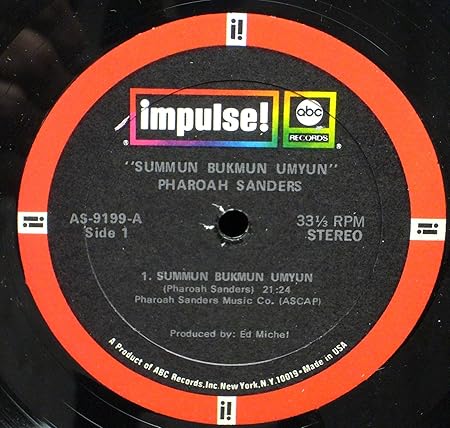 i!
impulse! abc
RECORDS
"SUMMUN BUKMUN UMYUN"
PHAROAH SANDERS
AS-9199-A 33⅓ RPM
Side 1 STEREO
i!
i!
1. SUMMUN BUKMUN UMYUN
(Pharoah Sanders) 21:24
Pharoah Sanders Music Co. (ASCAP)
Produced by: Ed Michel
A Product of ABC Records, Inc. New York, N.Y. 10019 • Made in USA
i!